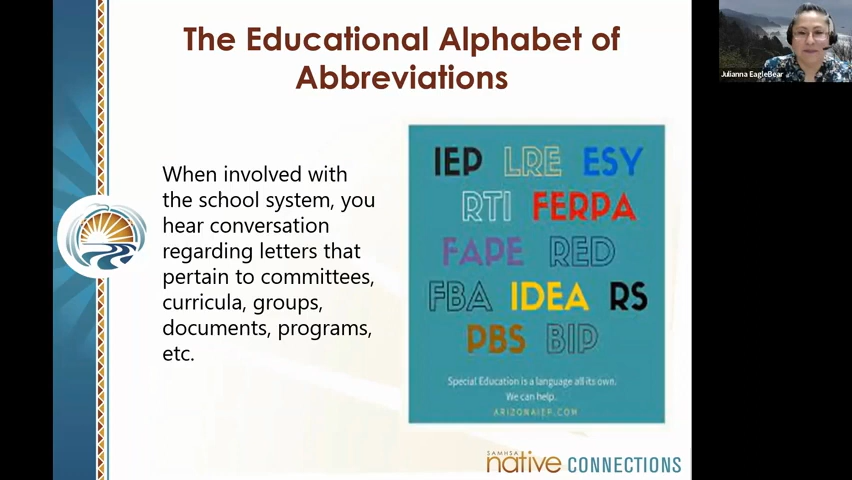 The Educational Alphabet of
Abbreviations
When involved with
the school system, you
hear conversation
regarding letters that
pertain to committees,
curricula, groups,
documents, programs,
etc.
IEP LRE ESY
RTI FERPA
FAPE RED
FBA IDEA RS
PBS BIP
Special Education is a language all its own.
We can help.
ARIZONAIEP.COM
SAMHSA
native CONNECTIONS
Julianna EagleBear